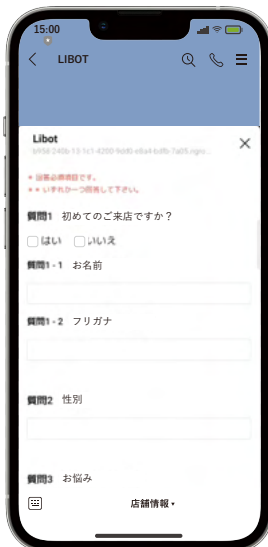 15:00
LIBOT
Libot
* 回答必須項目です。
** いずれか一つ回答して下さい。
質問1 初めてのご来店ですか？
はい いいえ
質問1-1 お名前
質問1-2 フリガナ
質問2 性別
質問3 お悩み
店舗情報▾